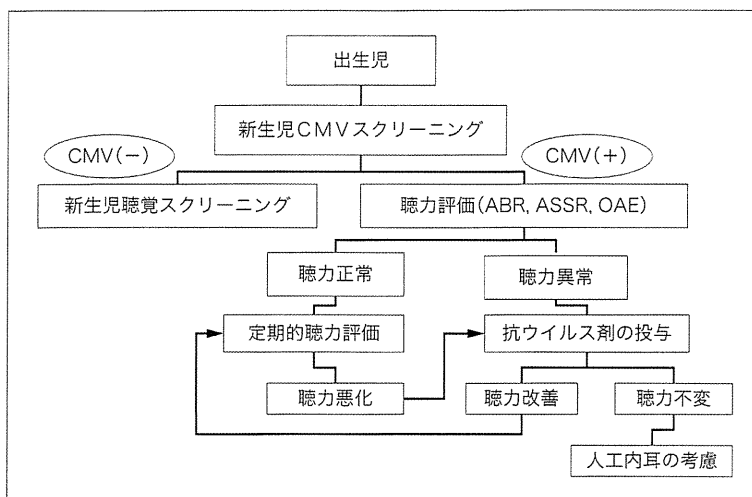 出生児
新生児CMVスクリーニング
CMV(−)
CMV(+)
新生児聴覚スクリーニング
聴力評価(ABR, ASSR, OAE)
聴力正常
聴力異常
定期的聴力評価
抗ウイルス剤の投与
聴力悪化
聴力改善
聴力不変
人工内耳の考慮